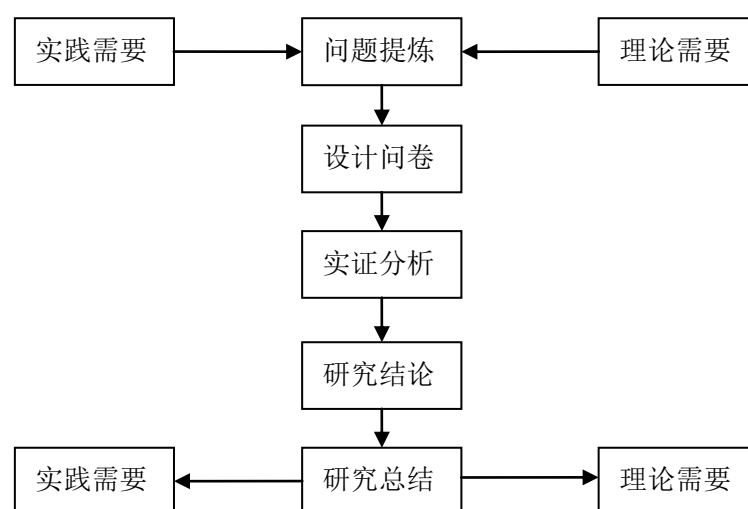 实践需要
问题提炼
理论需要
设计问卷
实证分析
研究结论
实践需要
研究总结
理论需要